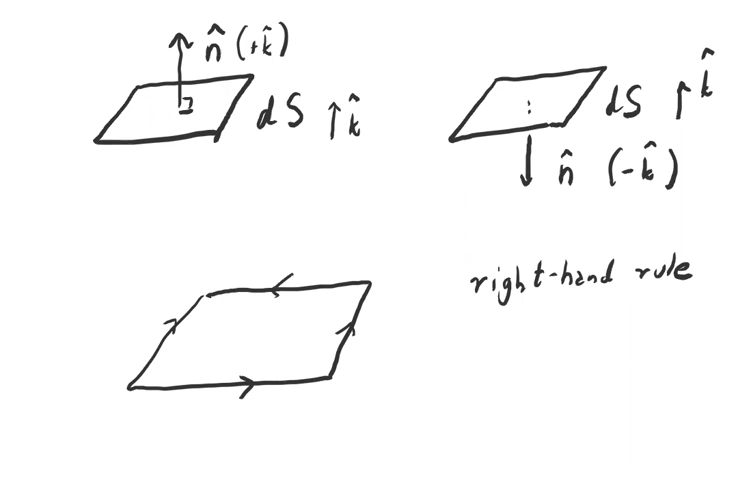 n̂ (+k̂)
dS ↑k̂
dS ↑k̂
n̂ (-k̂)
right-hand rule